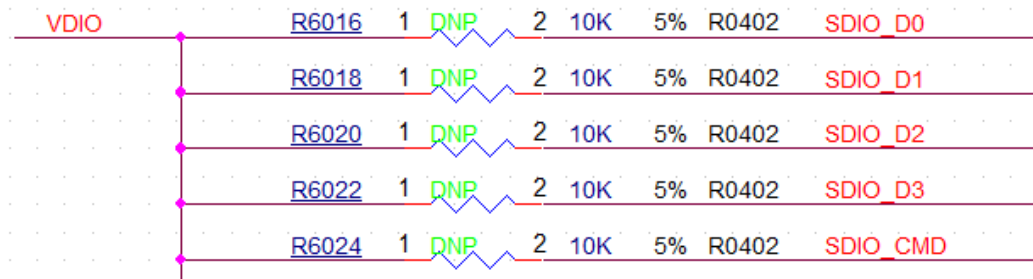 VDIO R6016 1 DNP 2 10K 5% R0402 SDIO_D0
R6018 1 DNP 2 10K 5% R0402 SDIO_D1
R6020 1 DNP 2 10K 5% R0402 SDIO_D2
R6022 1 DNP 2 10K 5% R0402 SDIO_D3
R6024 1 DNP 2 10K 5% R0402 SDIO_CMD